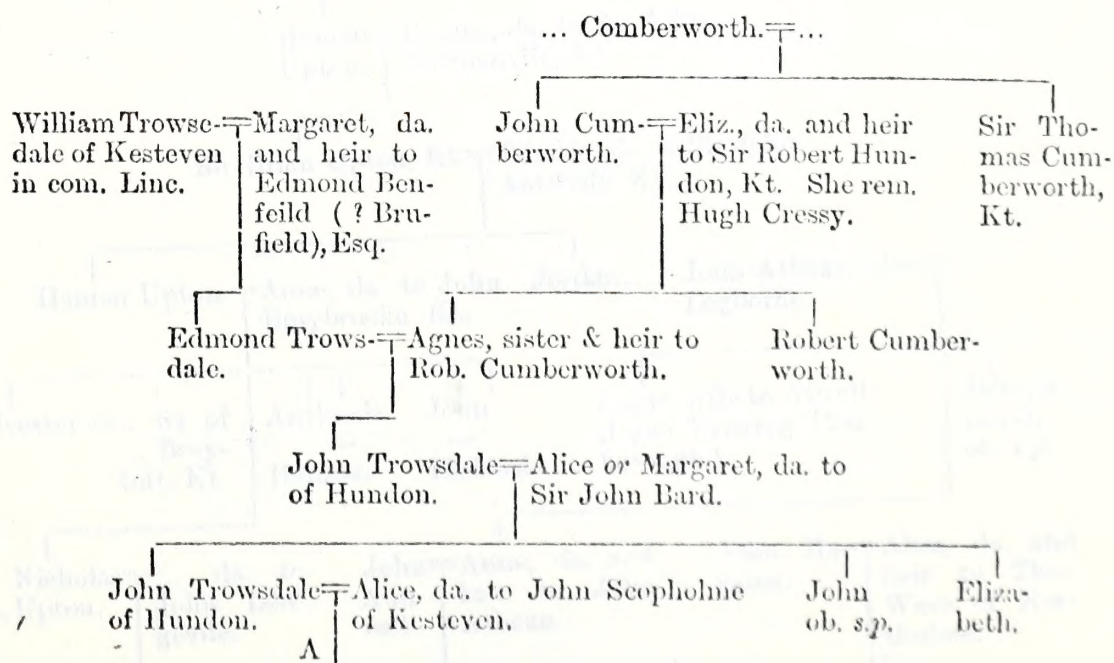 ... Comberworth. ...
William Trowse-
dale of Kesteven
in com. Linc.
Margaret, da.
and heir to
Edmond Ben-
feild ( ? Bru-
field), Esq.
John Cum-
berworth.
Eliz., da. and heir
to Sir Robert Hun-
don, Kt. She rem.
Hugh Cressy.
Sir Tho-
mas Cum-
berworth,
Kt.
Edmond Trows-
dale.
Agnes, sister & heir to
Rob. Cumberworth.
Robert Cumber-
worth.
John Trowsdale
of Hundon.
Alice or Margaret, da. to
Sir John Bard.
John Trowsdale
of Hundon.
Alice, da. to John Scopholme
of Kesteven.
John
ob. s.p.
Eliza-
beth.
A